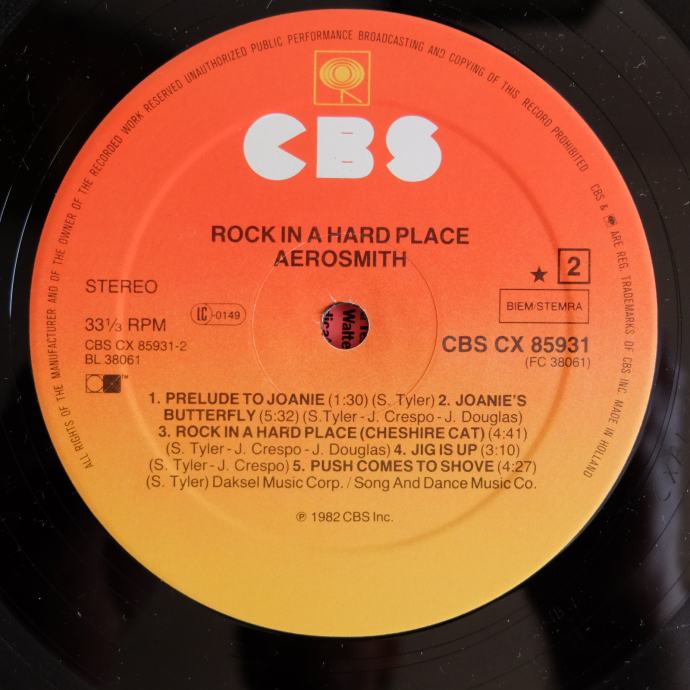 ALL RIGHTS OF THE MANUFACTURER AND OF THE OWNER OF THE RECORDED WORK RESERVED UNAUTHORIZED PUBLIC PERFORMANCE BROADCASTING AND COPYING OF THIS RECORD PROHIBITED
CBS & ARE REG. TRADEMARKS OF CBS INC. MADE IN HOLLAND
CBS
ROCK IN A HARD PLACE
AEROSMITH
STEREO
★ 2
LC-0149
BIEM/STEMRA
33⅓ RPM
CBS CX 85931-2
BL 38061
CBS CX 85931
(FC 38061)
Walte
1. PRELUDE TO JOANIE (1:30) (S. Tyler) 2. JOANIE'S
BUTTERFLY (5:32) (S.Tyler - J. Crespo - J. Douglas)
3. ROCK IN A HARD PLACE (CHESHIRE CAT) (4:41)
(S. Tyler - J. Crespo - J. Douglas) 4. JIG IS UP (3:10)
(S. Tyler - J. Crespo) 5. PUSH COMES TO SHOVE (4:27)
(S. Tyler) Daksel Music Corp. / Song And Dance Music Co.
℗ 1982 CBS Inc.